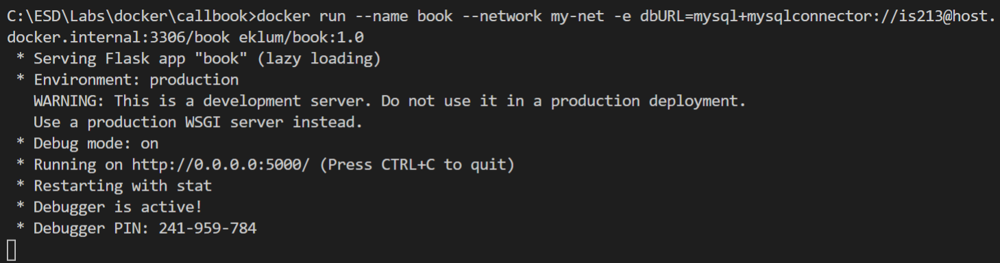 C:\ESD\Labs\docker\callbook>docker run --name book --network my-net -e dbURL=mysql+mysqlconnector://is213@host.
docker.internal:3306/book eklum/book:1.0
 * Serving Flask app "book" (lazy loading)
 * Environment: production
   WARNING: This is a development server. Do not use it in a production deployment.
   Use a production WSGI server instead.
 * Debug mode: on
 * Running on http://0.0.0.0:5000/ (Press CTRL+C to quit)
 * Restarting with stat
 * Debugger is active!
 * Debugger PIN: 241-959-784